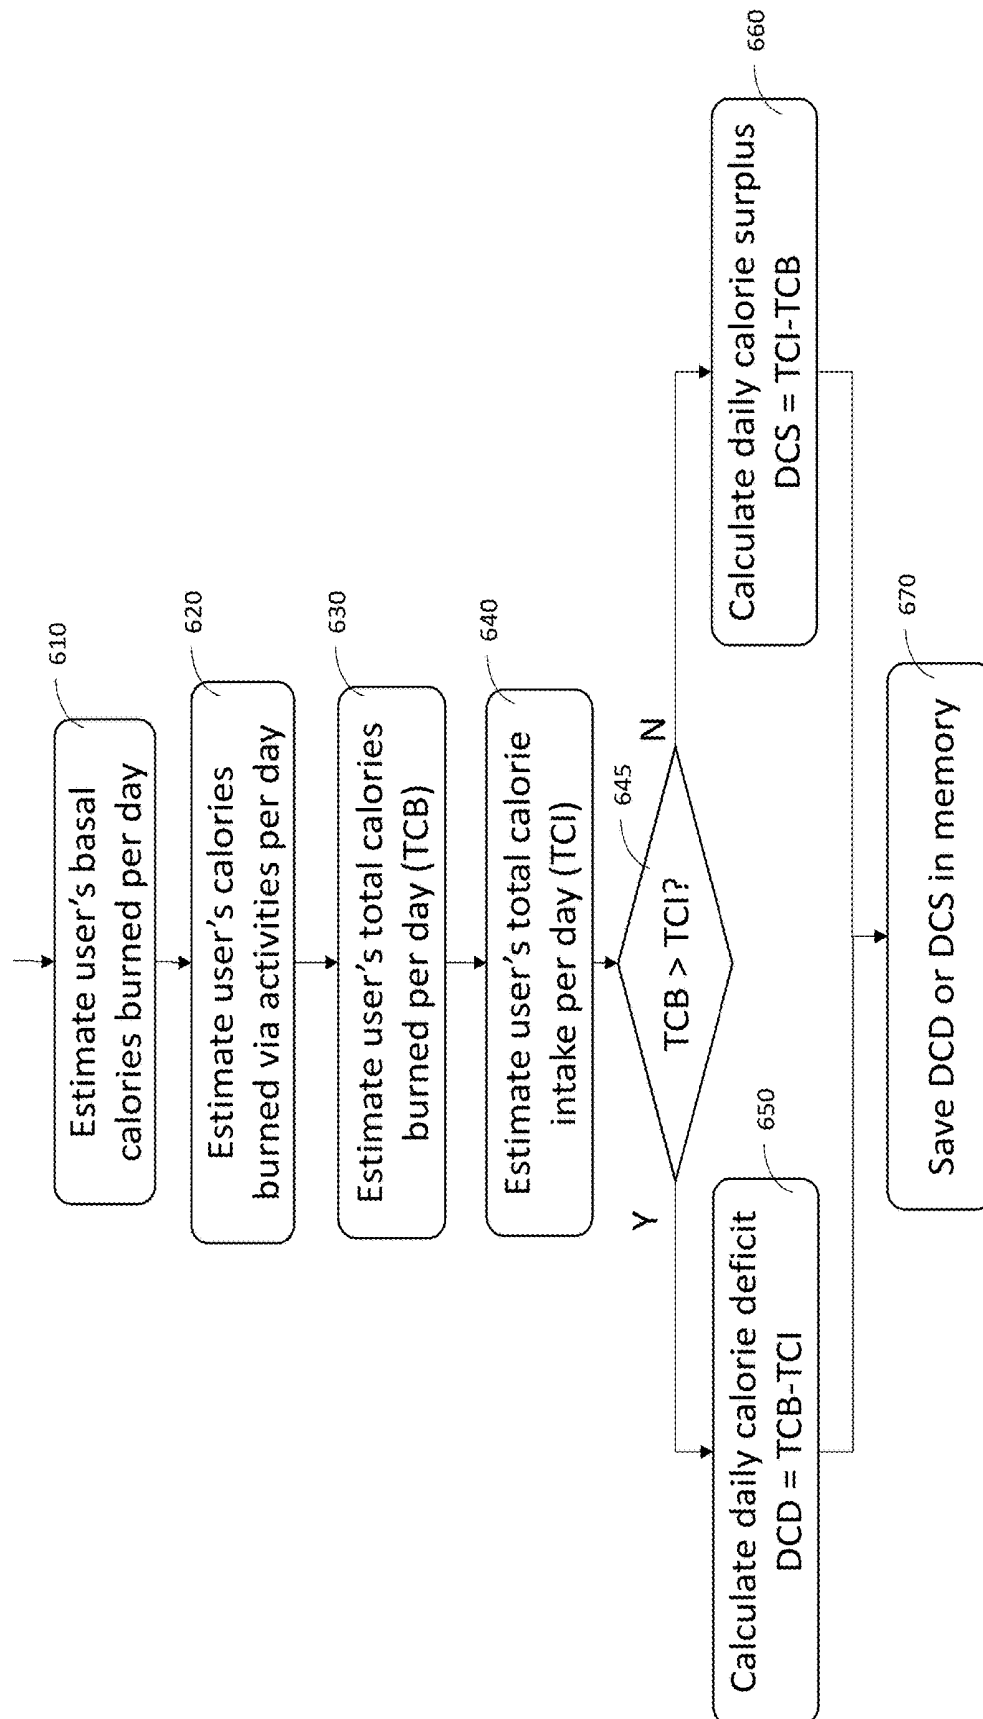 610
Estimate user's basal
calories burned per day
620
Estimate user's calories
burned via activities per day
630
Estimate user's total calories
burned per day (TCB)
640
Estimate user's total calorie
intake per day (TCI)
645
TCB > TCI?
Y
N
650
Calculate daily calorie deficit
DCD = TCB-TCI
660
Calculate daily calorie surplus
DCS = TCI-TCB
670
Save DCD or DCS in memory